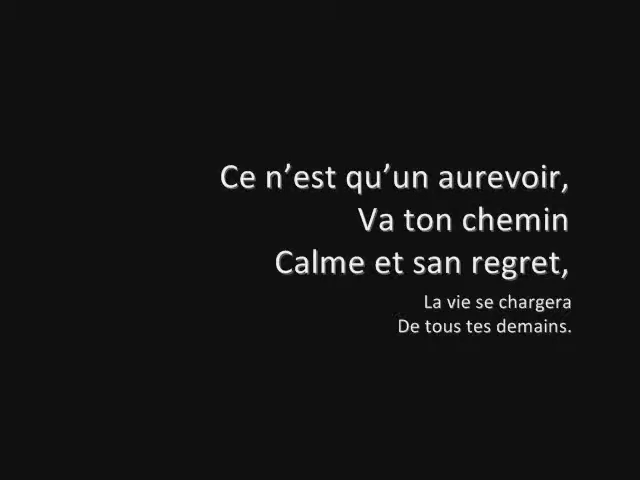 Ce n’est qu’un aurevoir,
Va ton chemin
Calme et san regret,
La vie se chargera
De tous tes demains.